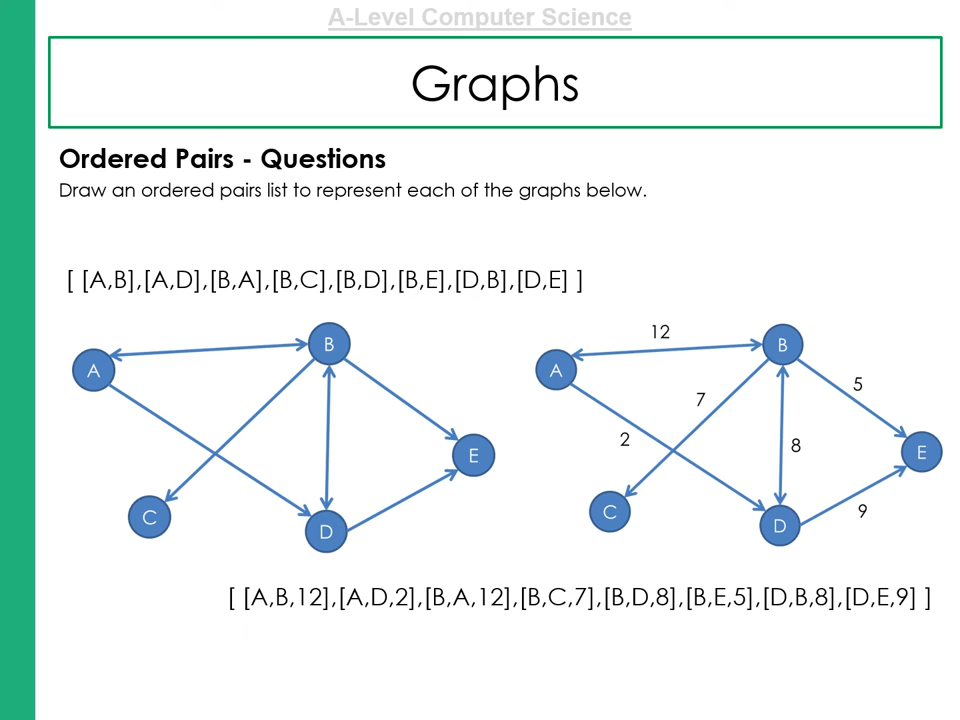 A-Level Computer Science
Graphs
Ordered Pairs - Questions
Draw an ordered pairs list to represent each of the graphs below.
[ [A,B],[A,D],[B,A],[B,C],[B,D],[B,E],[D,B],[D,E] ]
A
B
C
D
E
12
A
B
7
5
2
8
E
C
D
9
[ [A,B,12],[A,D,2],[B,A,12],[B,C,7],[B,D,8],[B,E,5],[D,B,8],[D,E,9] ]